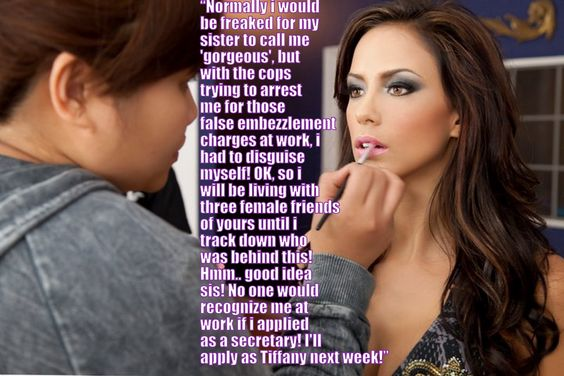 “Normally i would
be freaked for my
sister to call me
'gorgeous', but
with the cops
trying to arrest
me for those
false embezzlement
charges at work, i
had to disguise
myself! OK, so i
will be living with
three female friends
of yours until i
track down who
was behind this!
Hmm.. good idea
sis! No one would
recognize me at
work if i applied
as a secretary! I'll
apply as Tiffany next week!”